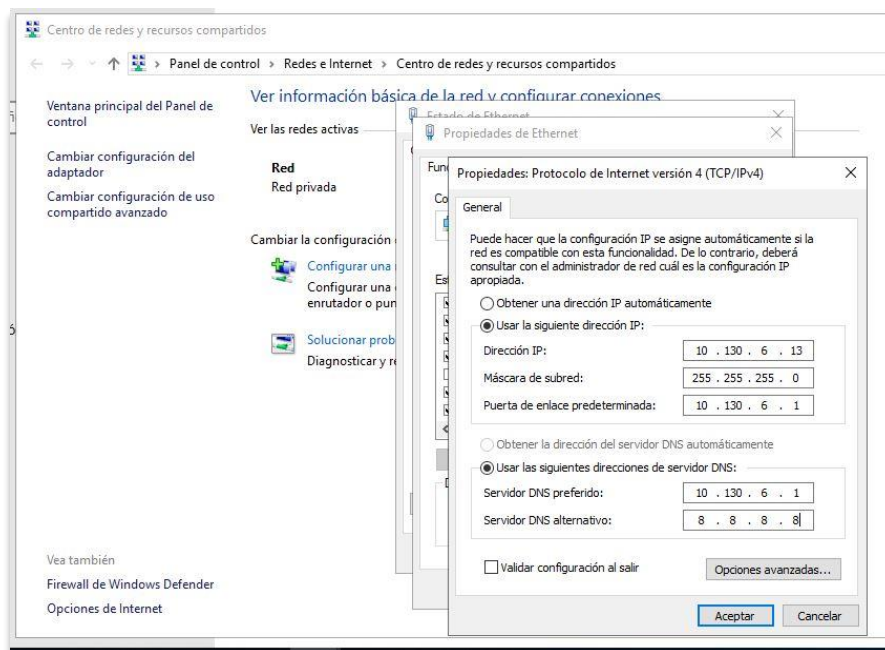 Centro de redes y recursos compartidos
Panel de control > Redes e Internet > Centro de redes y recursos compartidos
Ventana principal del Panel de
control
Cambiar configuración del
adaptador
Cambiar configuración de uso
compartido avanzado
Vea también
Firewall de Windows Defender
Opciones de Internet
Ver información básica de la red y configurar conexiones
Ver las redes activas
Red
Red privada
Cambiar la configuración
Configurar una
Configurar una
enrutador o pun
Solucionar prob
Diagnosticar y re
Estado de Ethernet
Propiedades de Ethernet
Fun
Co
Propiedades: Protocolo de Internet versión 4 (TCP/IPv4)
General
Puede hacer que la configuración IP se asigne automáticamente si la
red es compatible con esta funcionalidad. De lo contrario, deberá
consultar con el administrador de red cuál es la configuración IP
apropiada.
Obtener una dirección IP automáticamente
Usar la siguiente dirección IP:
Dirección IP: 10 . 130 . 6 . 13
Máscara de subred: 255 . 255 . 255 . 0
Puerta de enlace predeterminada: 10 . 130 . 6 . 1
Obtener la dirección del servidor DNS automáticamente
Usar las siguientes direcciones de servidor DNS:
Servidor DNS preferido: 10 . 130 . 6 . 1
Servidor DNS alternativo: 8 . 8 . 8 . 8
Validar configuración al salir
Opciones avanzadas...
Aceptar Cancelar